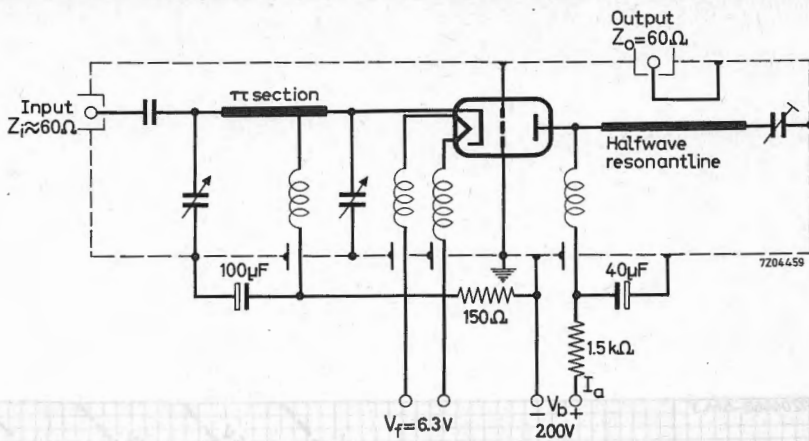 Output
Zo=60Ω
Input
Zi≈60Ω
π section
Halfwave
resonantline
7Z04459
100μF
40μF
150Ω
1.5kΩ
Ia
Vf=6.3V
Vb
− +
200V